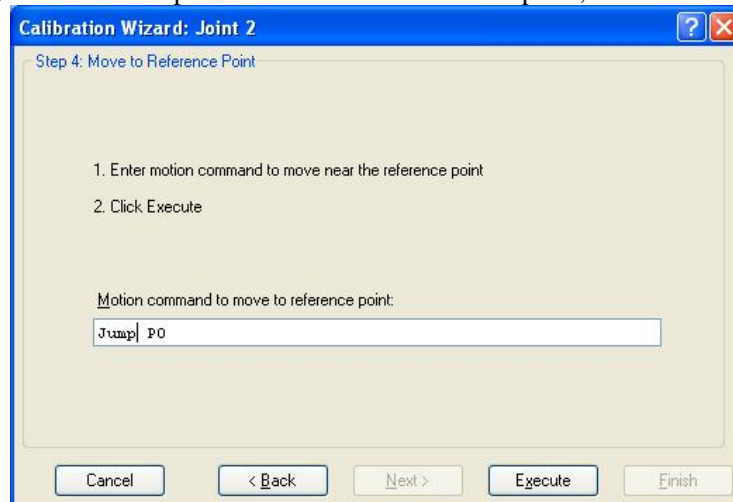 Calibration Wizard: Joint 2
Step 4: Move to Reference Point
1. Enter motion command to move near the reference point
2. Click Execute
Motion command to move to reference point:
Jump P0
Cancel < Back Next > Execute Finish